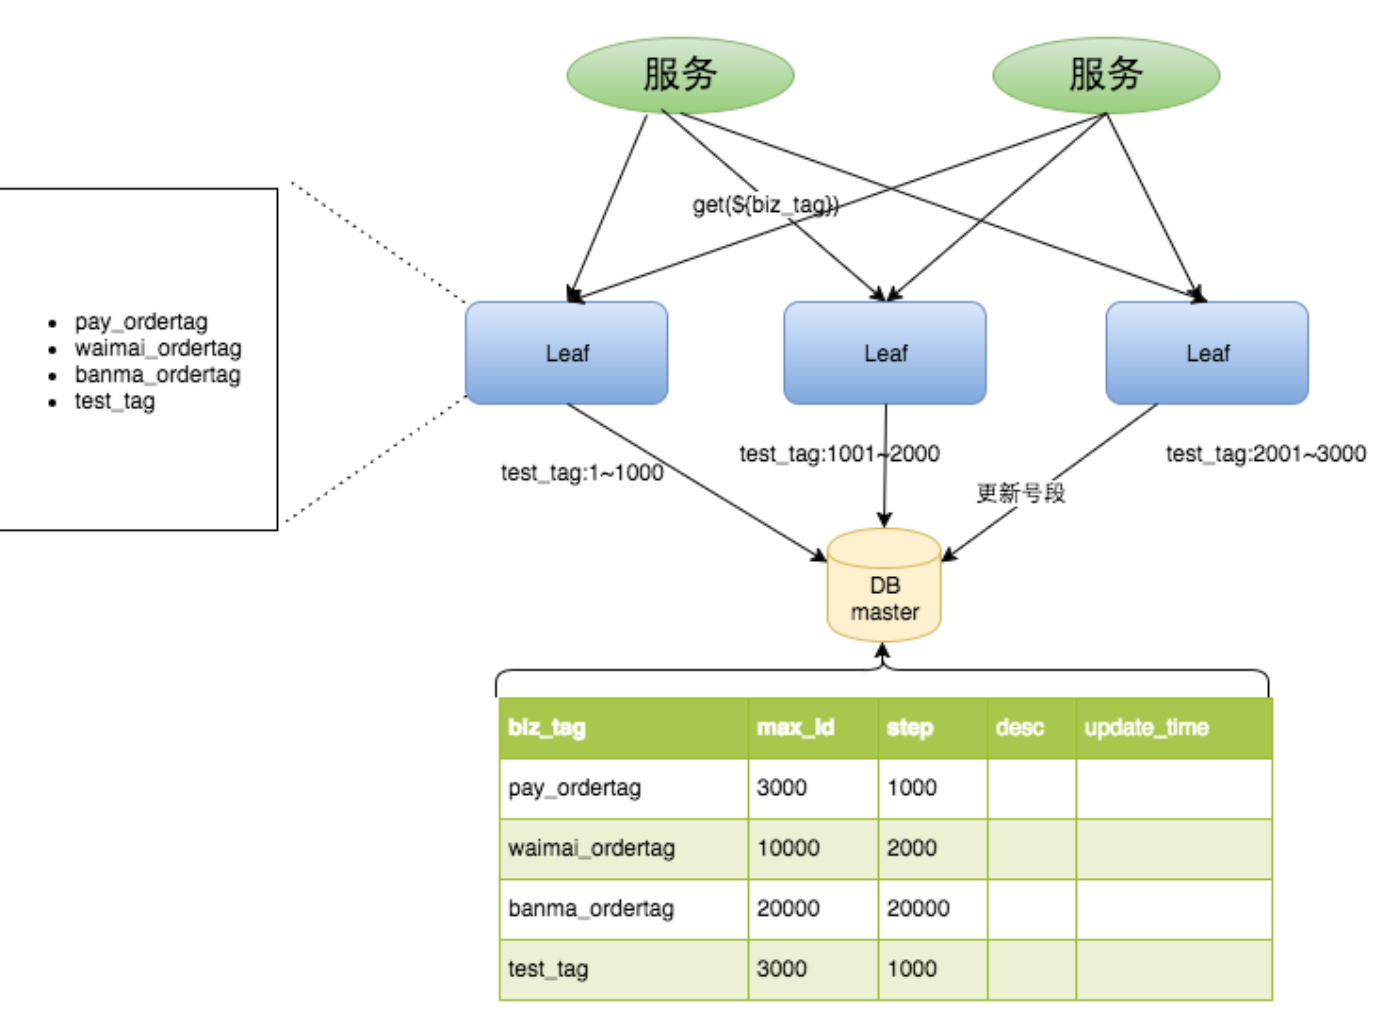 服务
服务
get(${biz_tag})
• pay_ordertag
• waimai_ordertag
• banma_ordertag
• test_tag
Leaf
Leaf
Leaf
test_tag:1~1000
test_tag:1001~2000
test_tag:2001~3000
更新号段
DB
master
biz_tag max_id step desc update_time
pay_ordertag 3000 1000
waimai_ordertag 10000 2000
banma_ordertag 20000 20000
test_tag 3000 1000